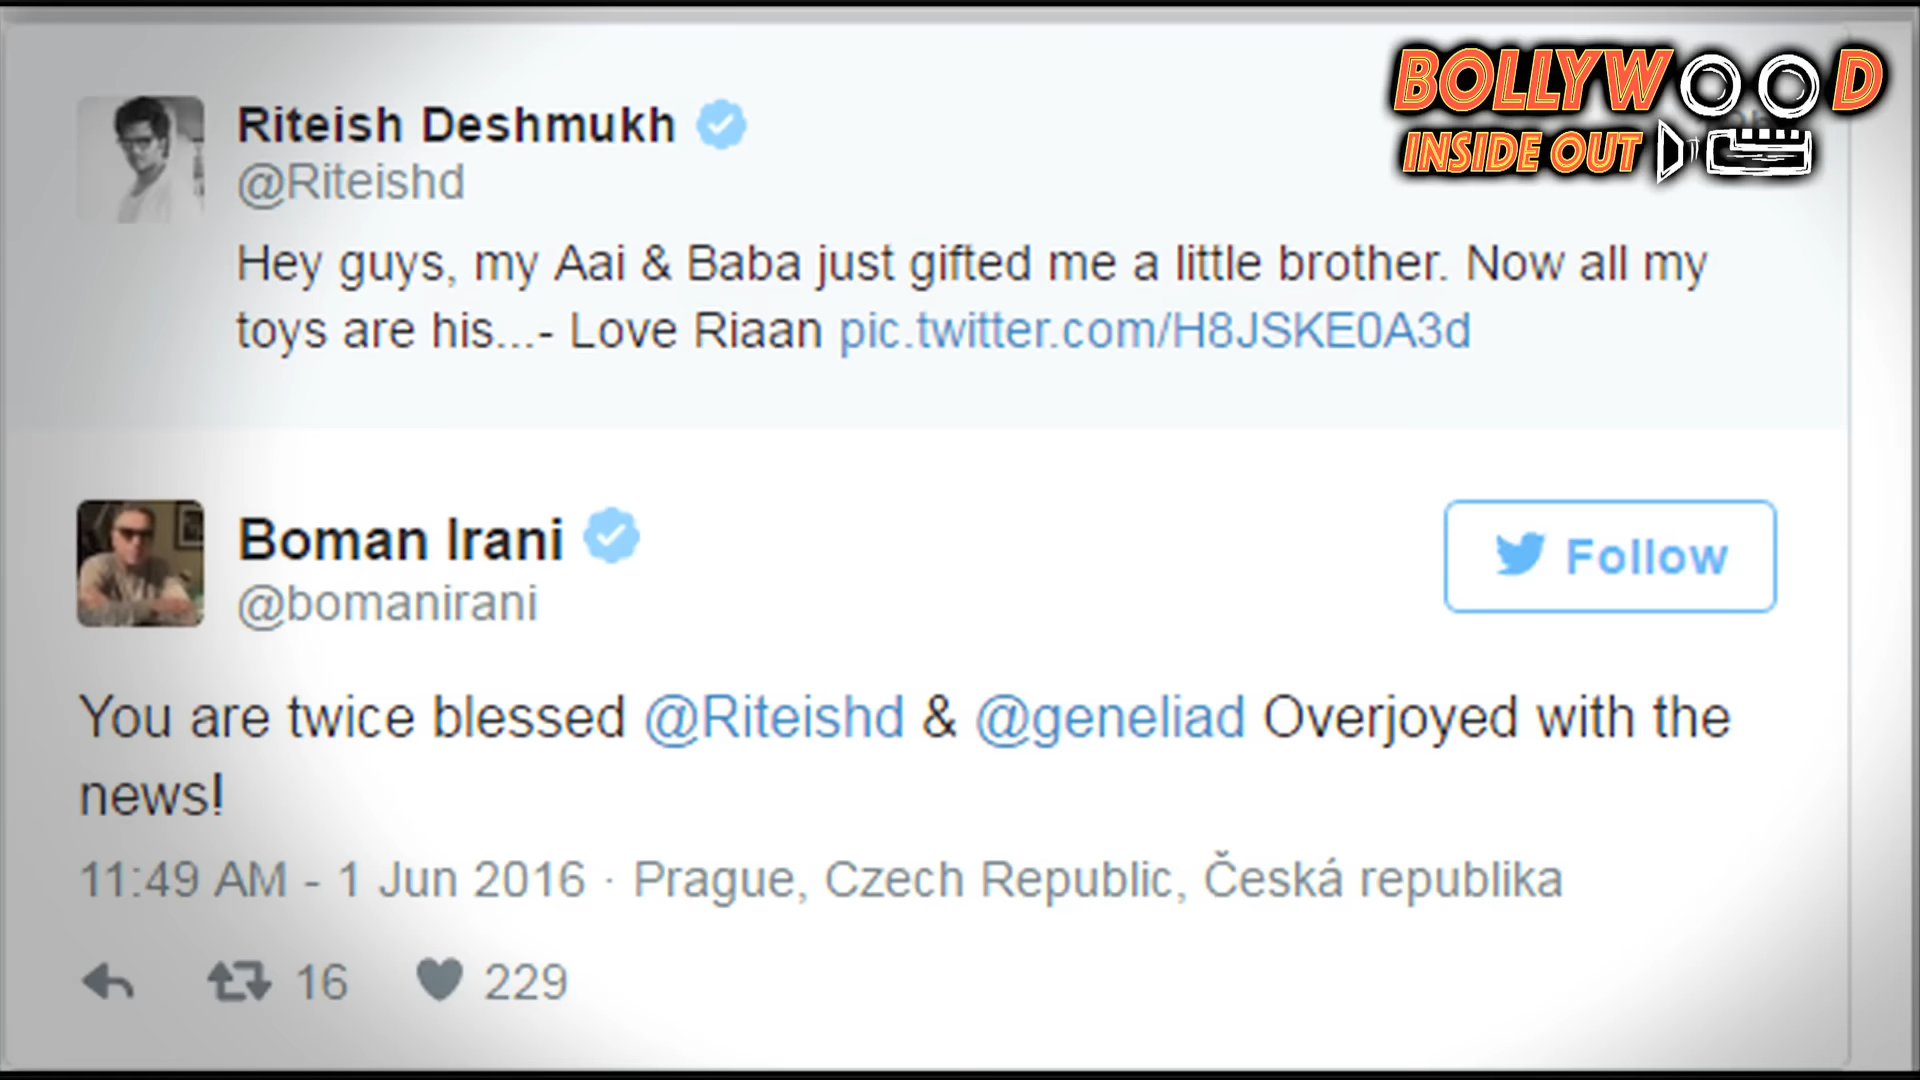 BOLLYWOOD
INSIDE OUT
Riteish Deshmukh
@Riteishd
Hey guys, my Aai & Baba just gifted me a little brother. Now all my
toys are his...- Love Riaan pic.twitter.com/H8JSKE0A3d
Boman Irani
@bomanirani
Follow
You are twice blessed @Riteishd & @geneliad Overjoyed with the
news!
11:49 AM - 1 Jun 2016 · Prague, Czech Republic, Česká republika
16 229